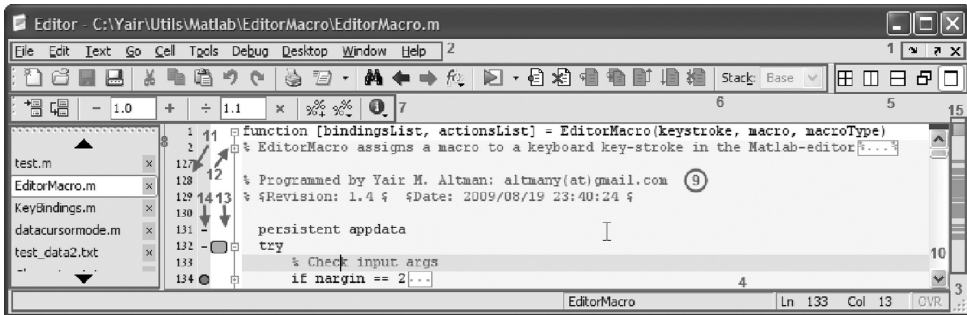 Editor - C:\Yair\Utils\Matlab\EditorMacro\EditorMacro.m
File Edit Text Go Cell Tools Debug Desktop Window Help 2 1
Stack: Base
6 5
- 1.0 + ÷ 1.1 × 7 15
test.m
EditorMacro.m
KeyBindings.m
datacursormode.m
test_data2.txt
8
1 11 function [bindingsList, actionsList] = EditorMacro(keystroke, macro, macroType)
2 % EditorMacro assigns a macro to a keyboard key-stroke in the Matlab-editor %...%
127 12
128 % Programmed by Yair M. Altman: altmany(at)gmail.com 9
129 14 13 % $Revision: 1.4 $ $Date: 2009/08/19 23:40:24 $
130
131 - persistent appdata
132 - try
133 % Check input args 10
134 if nargin == 2 ...
4 3
EditorMacro Ln 133 Col 13 OVR